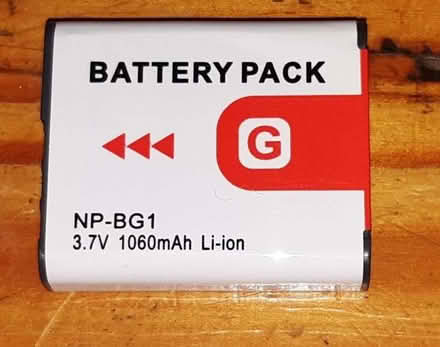 BATTERY PACK
G
NP-BG1
3.7V 1060mAh Li-ion